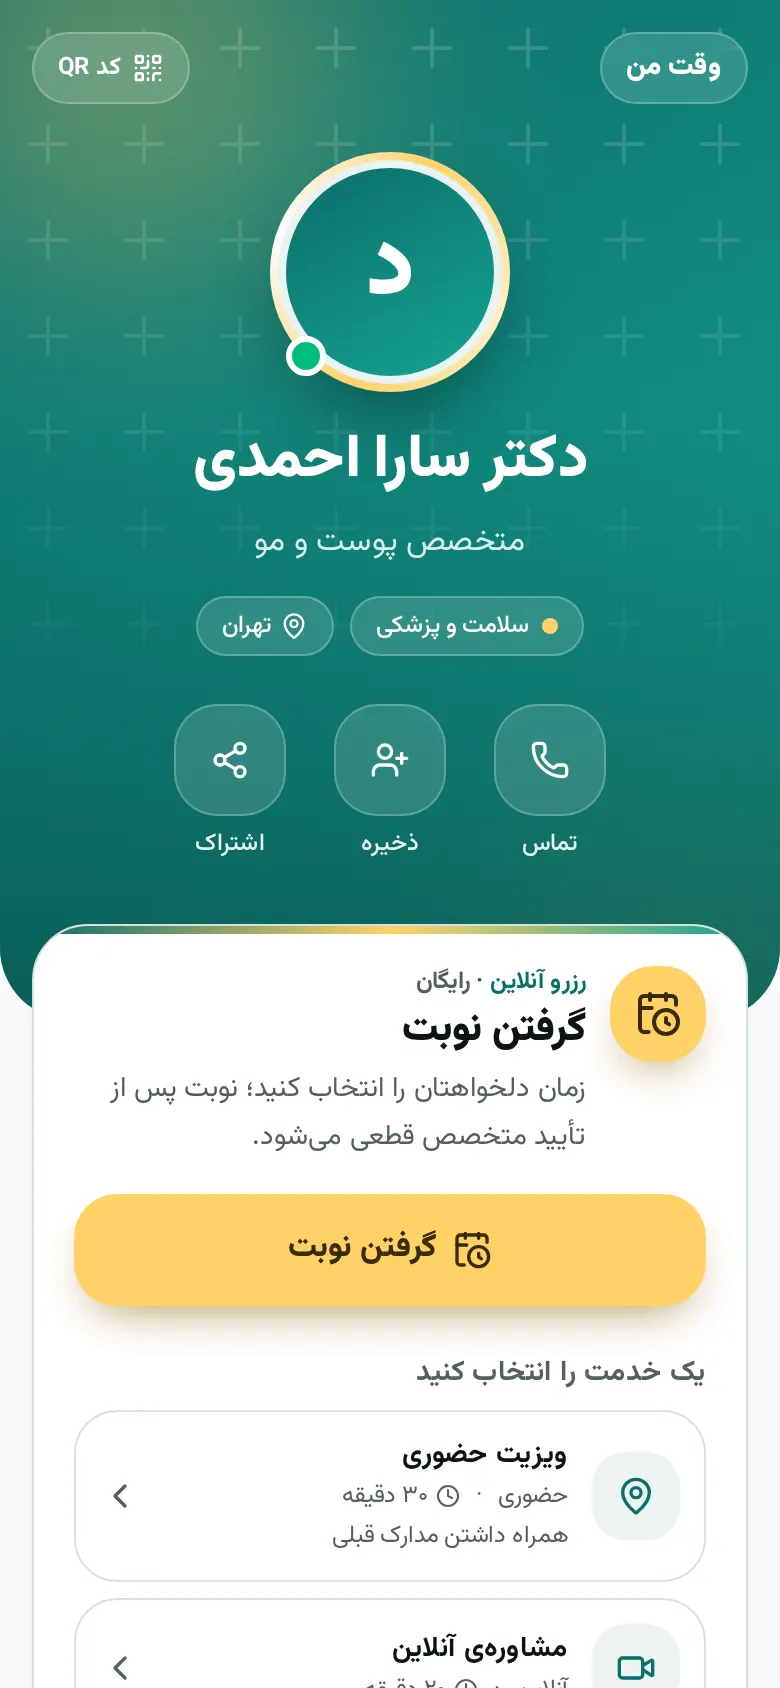 وقت من
کد QR
د
دکتر سارا احمدی
متخصص پوست و مو
سلامت و پزشکی
تهران
تماس
ذخیره
اشتراک
رزرو آنلاین · رایگان
گرفتن نوبت
زمان دلخواهتان را انتخاب کنید؛ نوبت پس از
تأیید متخصص قطعی می‌شود.
گرفتن نوبت
یک خدمت را انتخاب کنید
ویزیت حضوری
حضوری · ۳۰ دقیقه
همراه داشتن مدارک قبلی
مشاوره‌ی آنلاین